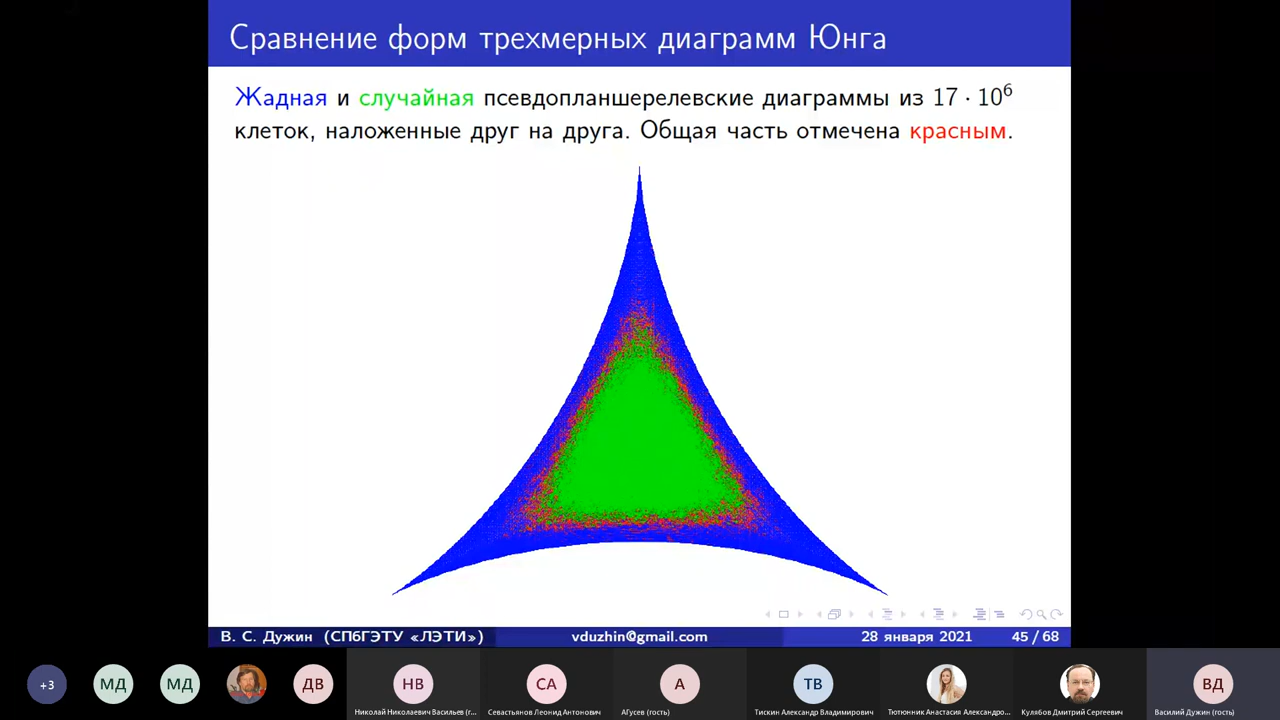 Сравнение форм трехмерных диаграмм Юнга
Жадная и случайная псевдопланшерелевские диаграммы из 17 · 10⁶
клеток, наложенные друг на друга. Общая часть отмечена красным.
В. С. Дужин (СПбГЭТУ «ЛЭТИ») vduzhin@gmail.com 28 января 2021 45 / 68
+3 МД МД ДВ НВ СА А ТВ ВД
Николай Николаевич Васильев (г... Севастьянов Леонид Антонович АГусев (гость) Тискин Александр Владимирович Тютюнник Анастасия Александро... Кулябов Дмитрий Сергеевич Василий Дужин (гость)